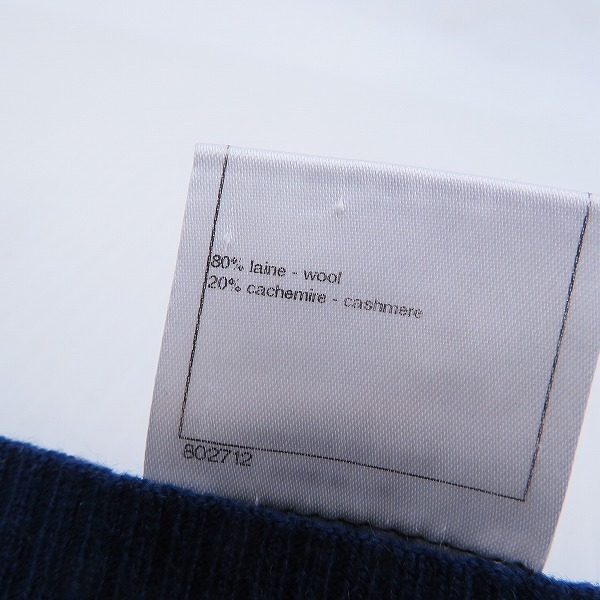 80% laine - wool
20% cachemire - cashmere
802712